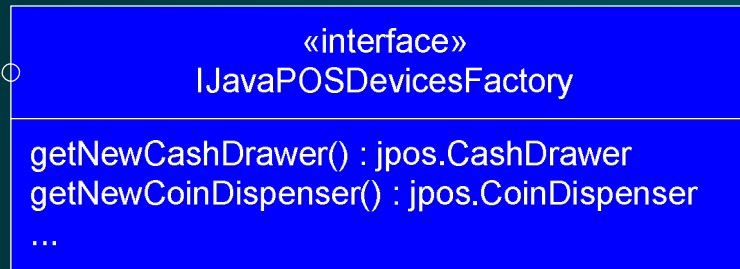 «interface»
IJavaPOSDevicesFactory
getNewCashDrawer() : jpos.CashDrawer
getNewCoinDispenser() : jpos.CoinDispenser
...